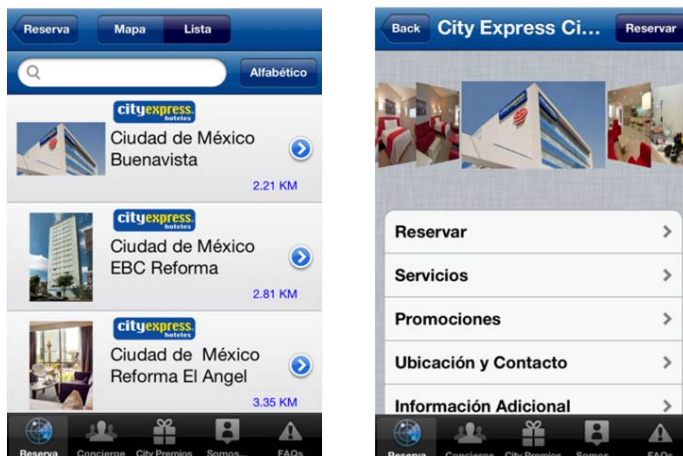 Reserva
Mapa
Lista
Alfabético
cityexpress.
hoteles
Ciudad de México
Buenavista
2.21 KM
cityexpress.
hoteles
Ciudad de México
EBC Reforma
2.81 KM
cityexpress.
hoteles
Ciudad de México
Reforma El Angel
3.35 KM
Reserva
Concierge
City Premios
Somos...
FAQs
Back
City Express Ci...
Reservar
Reservar
Servicios
Promociones
Ubicación y Contacto
Información Adicional
Reserva
Concierge
City Premios
Somos...
FAQs